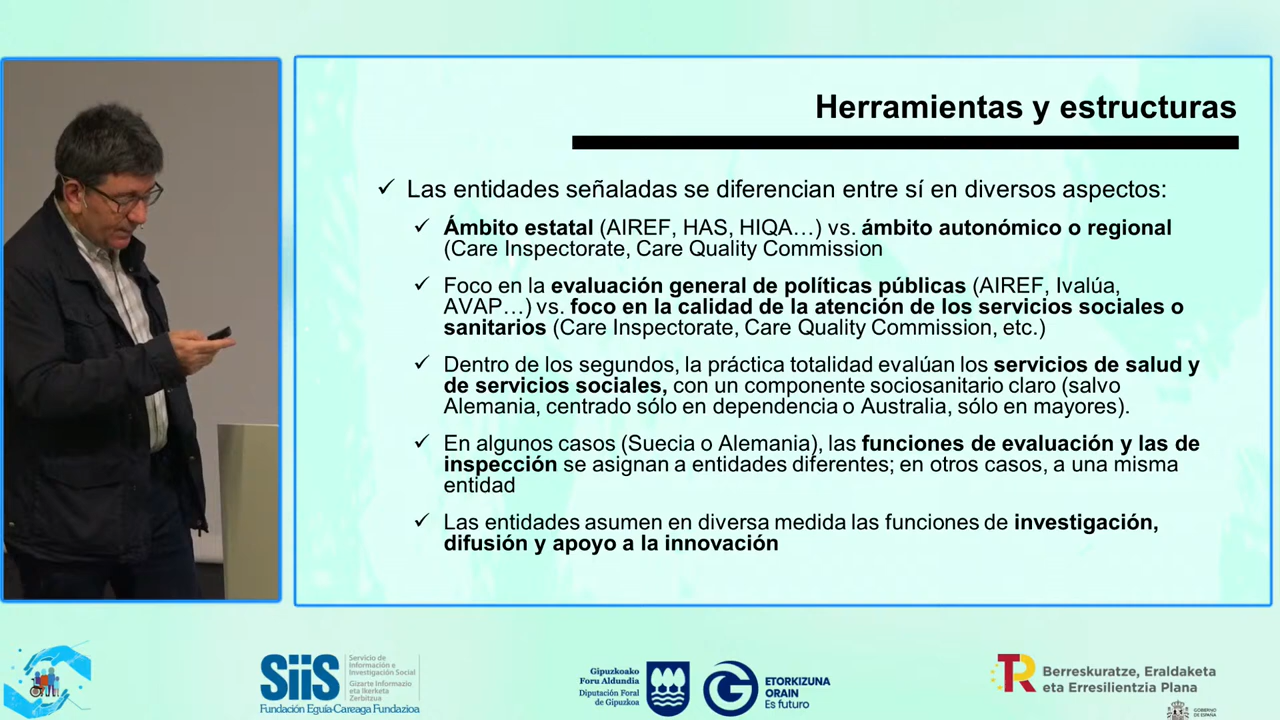 Herramientas y estructuras
✓ Las entidades señaladas se diferencian entre sí en diversos aspectos:
✓ Ámbito estatal (AIREF, HAS, HIQA…) vs. ámbito autonómico o regional
(Care Inspectorate, Care Quality Commission
✓ Foco en la evaluación general de políticas públicas (AIREF, Ivalúa,
AVAP…) vs. foco en la calidad de la atención de los servicios sociales o
sanitarios (Care Inspectorate, Care Quality Commission, etc.)
✓ Dentro de los segundos, la práctica totalidad evalúan los servicios de salud y
de servicios sociales, con un componente sociosanitario claro (salvo
Alemania, centrado sólo en dependencia o Australia, sólo en mayores).
✓ En algunos casos (Suecia o Alemania), las funciones de evaluación y las de
inspección se asignan a entidades diferentes; en otros casos, a una misma
entidad
✓ Las entidades asumen en diversa medida las funciones de investigación,
difusión y apoyo a la innovación
SiiS
Servicio de
Información e
Investigación Social
Gizarte Informazio
eta Ikerketa
Zerbitzua
Fundación Eguía-Careaga Fundazioa
Gipuzkoako
Foru Aldundia
Diputación Foral
de Gipuzkoa
ETORKIZUNA
ORAIN
Es futuro
TR
Berreskuratze, Eraldaketa
eta Erresilientzia Plana
GOBIERNO
DE ESPAÑA